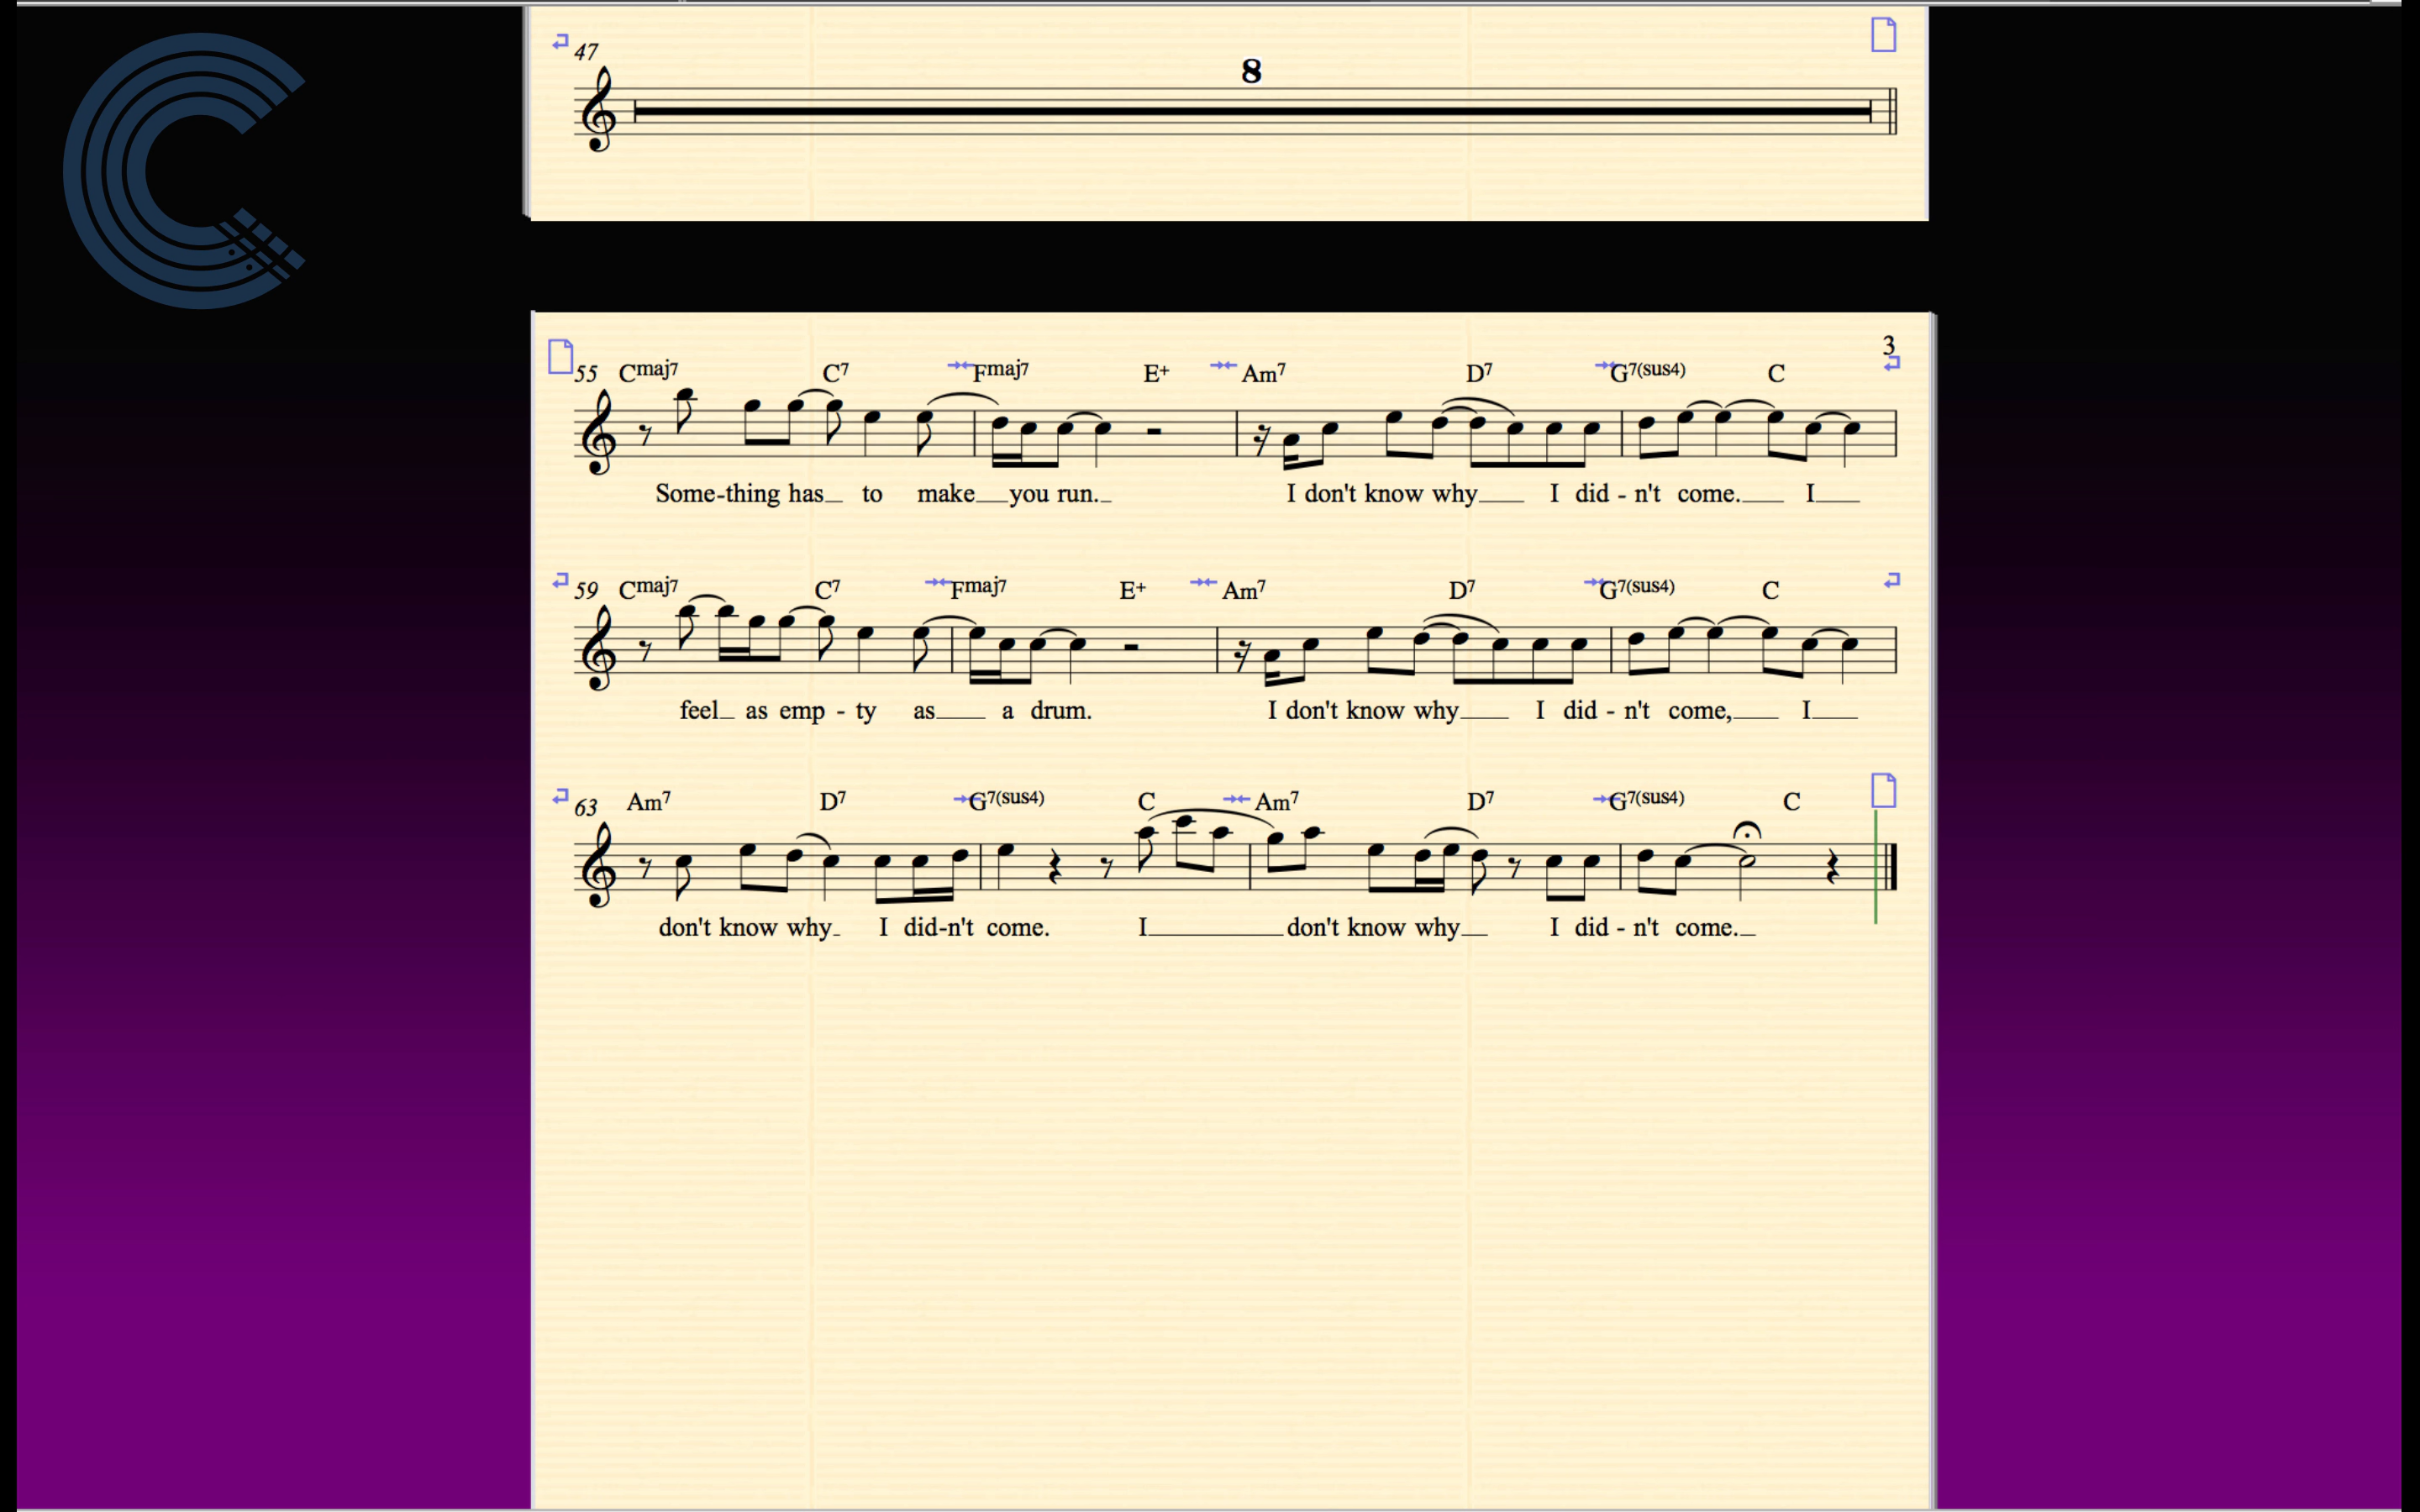 47
8
3
55 Cmaj7 C7 Fmaj7 E+ Am7 D7 G7(sus4) C
Some-thing has_ to make__you run._ I don't know why___ I did - n't come.___ I___
59 Cmaj7 C7 Fmaj7 E+ Am7 D7 G7(sus4) C
feel_ as emp - ty as___ a drum. I don't know why___ I did - n't come,___ I___
63 Am7 D7 G7(sus4) C Am7 D7 G7(sus4) C
don't know why_ I did-n't come. I_________don't know why__ I did - n't come._